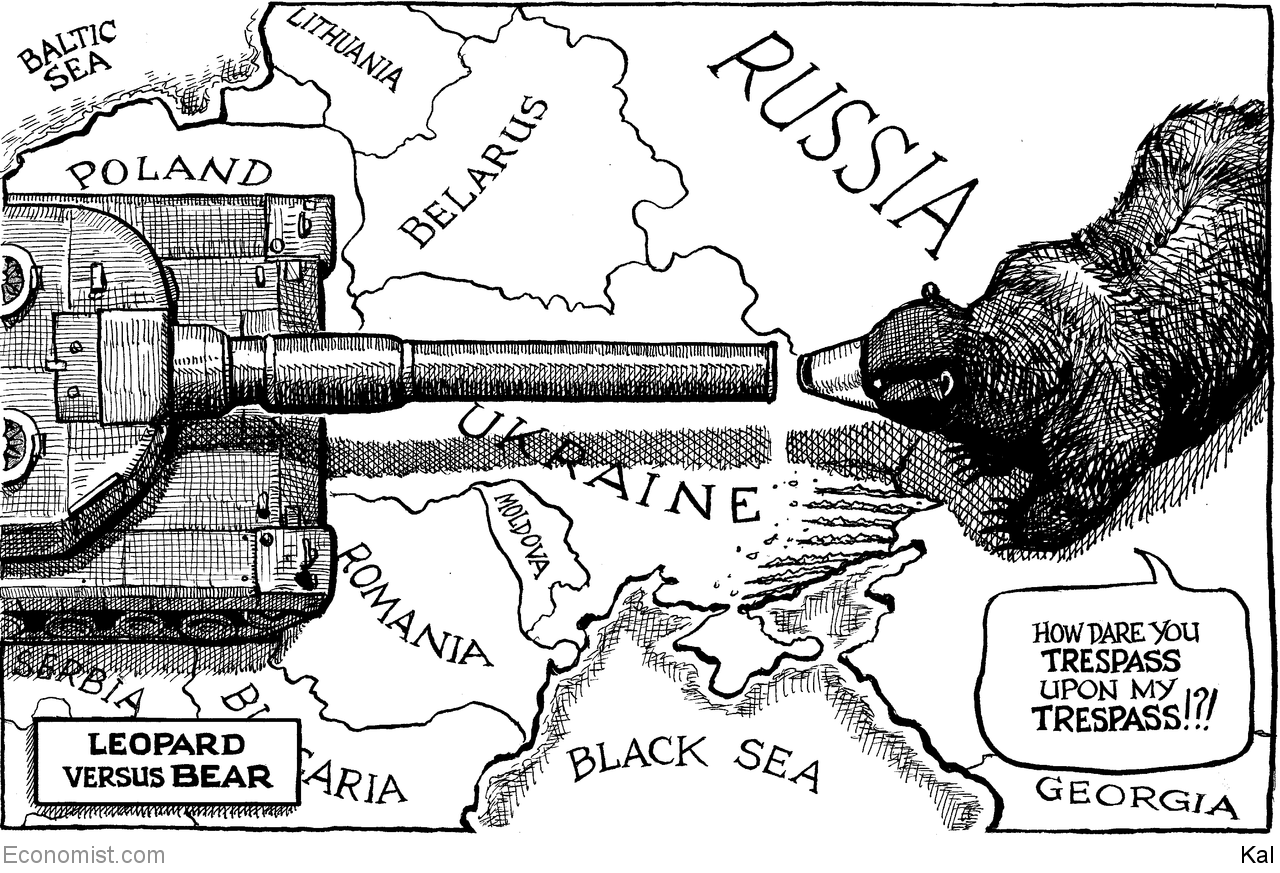 BALTIC
SEA
LITHUANIA
RUSSIA
BELARUS
POLAND
UKRAINE
MOLDOVA
ROMANIA
SERBIA
BULGARIA
BLACK SEA
GEORGIA
HOW DARE YOU
TRESPASS
UPON MY
TRESPASS!?!
LEOPARD
VERSUS BEAR
Economist.com
Kal